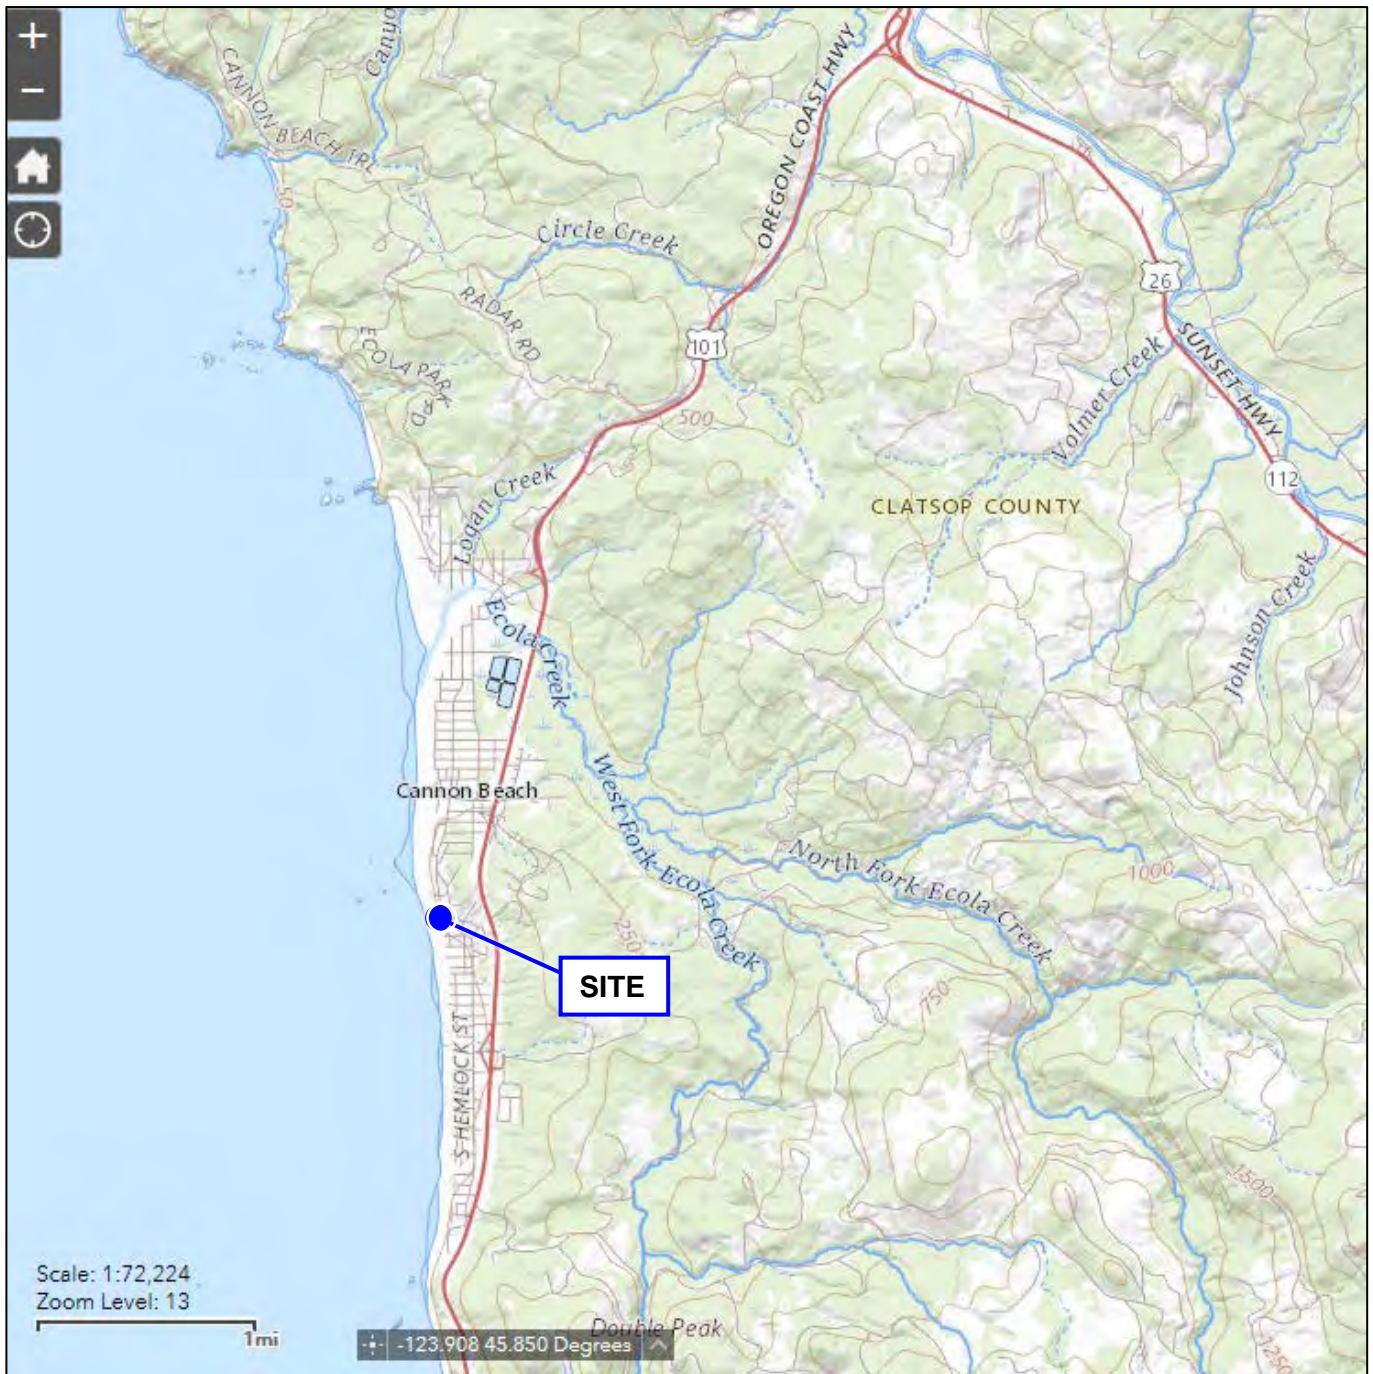 +
−
Canyo
CANNON BEACH TRL
50
OREGON COAST HWY
Circle Creek
RADAR RD
ECOLA PARK
RD
101
26
SUNSET HWY
Volmer Creek
500
112
CLATSOP COUNTY
Logan Creek
Johnson Creek
Ecola Creek
West Fork Ecola Creek
Cannon Beach
North Fork Ecola Creek
1000
250
SITE
750
S HEMLOCK ST
1500
Scale: 1:72,224
Zoom Level: 13
1mi
Double Peak
-123.908 45.850 Degrees
1250